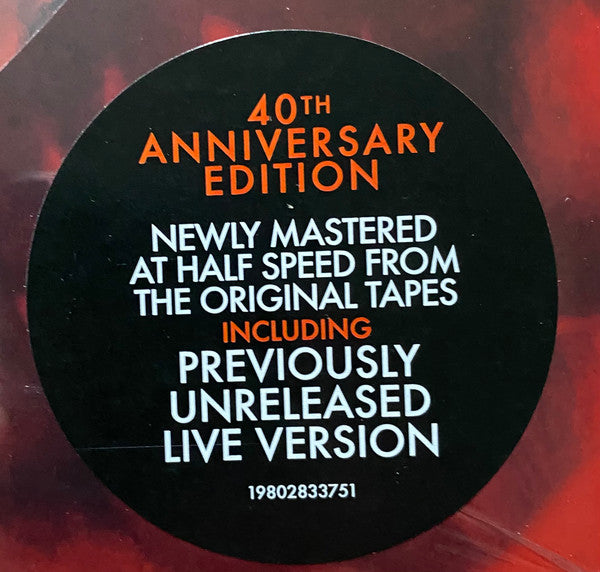 40TH
ANNIVERSARY
EDITION
NEWLY MASTERED
AT HALF SPEED FROM
THE ORIGINAL TAPES
INCLUDING
PREVIOUSLY
UNRELEASED
LIVE VERSION
19802833751